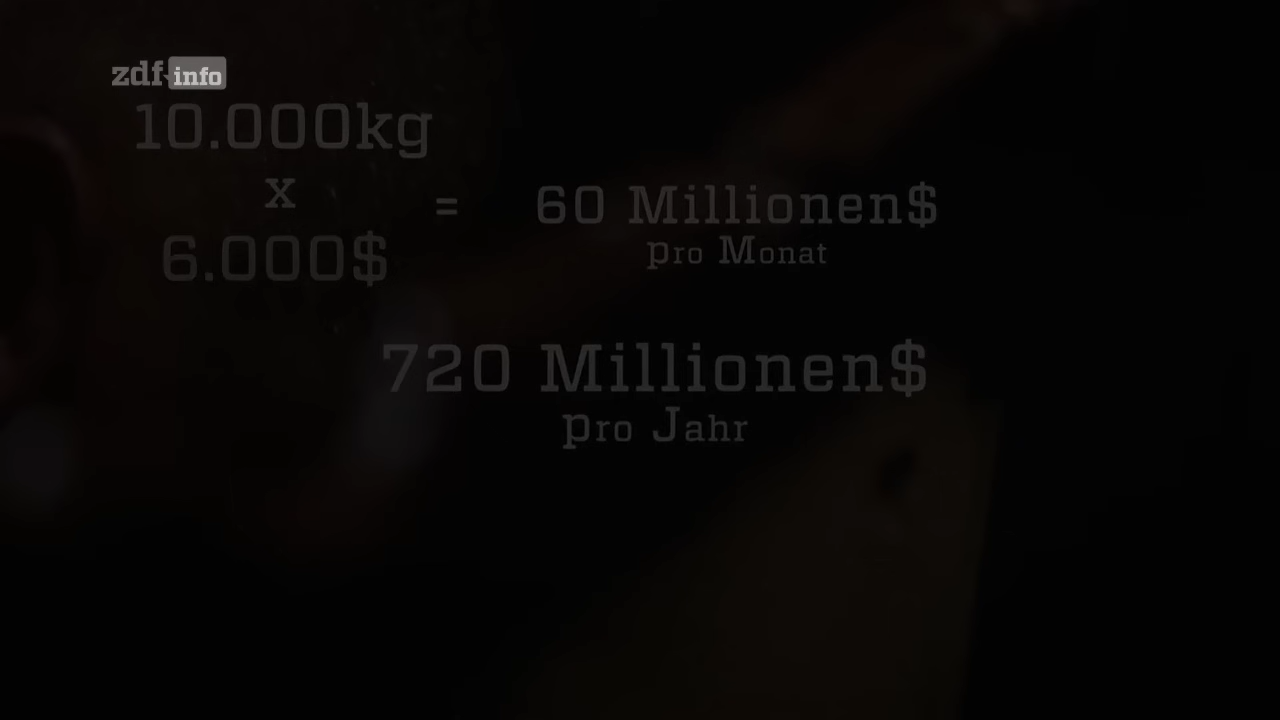 zdf info
10.000kg
x
6.000$
=
60 Millionen$
pro Monat
720 Millionen$
pro Jahr